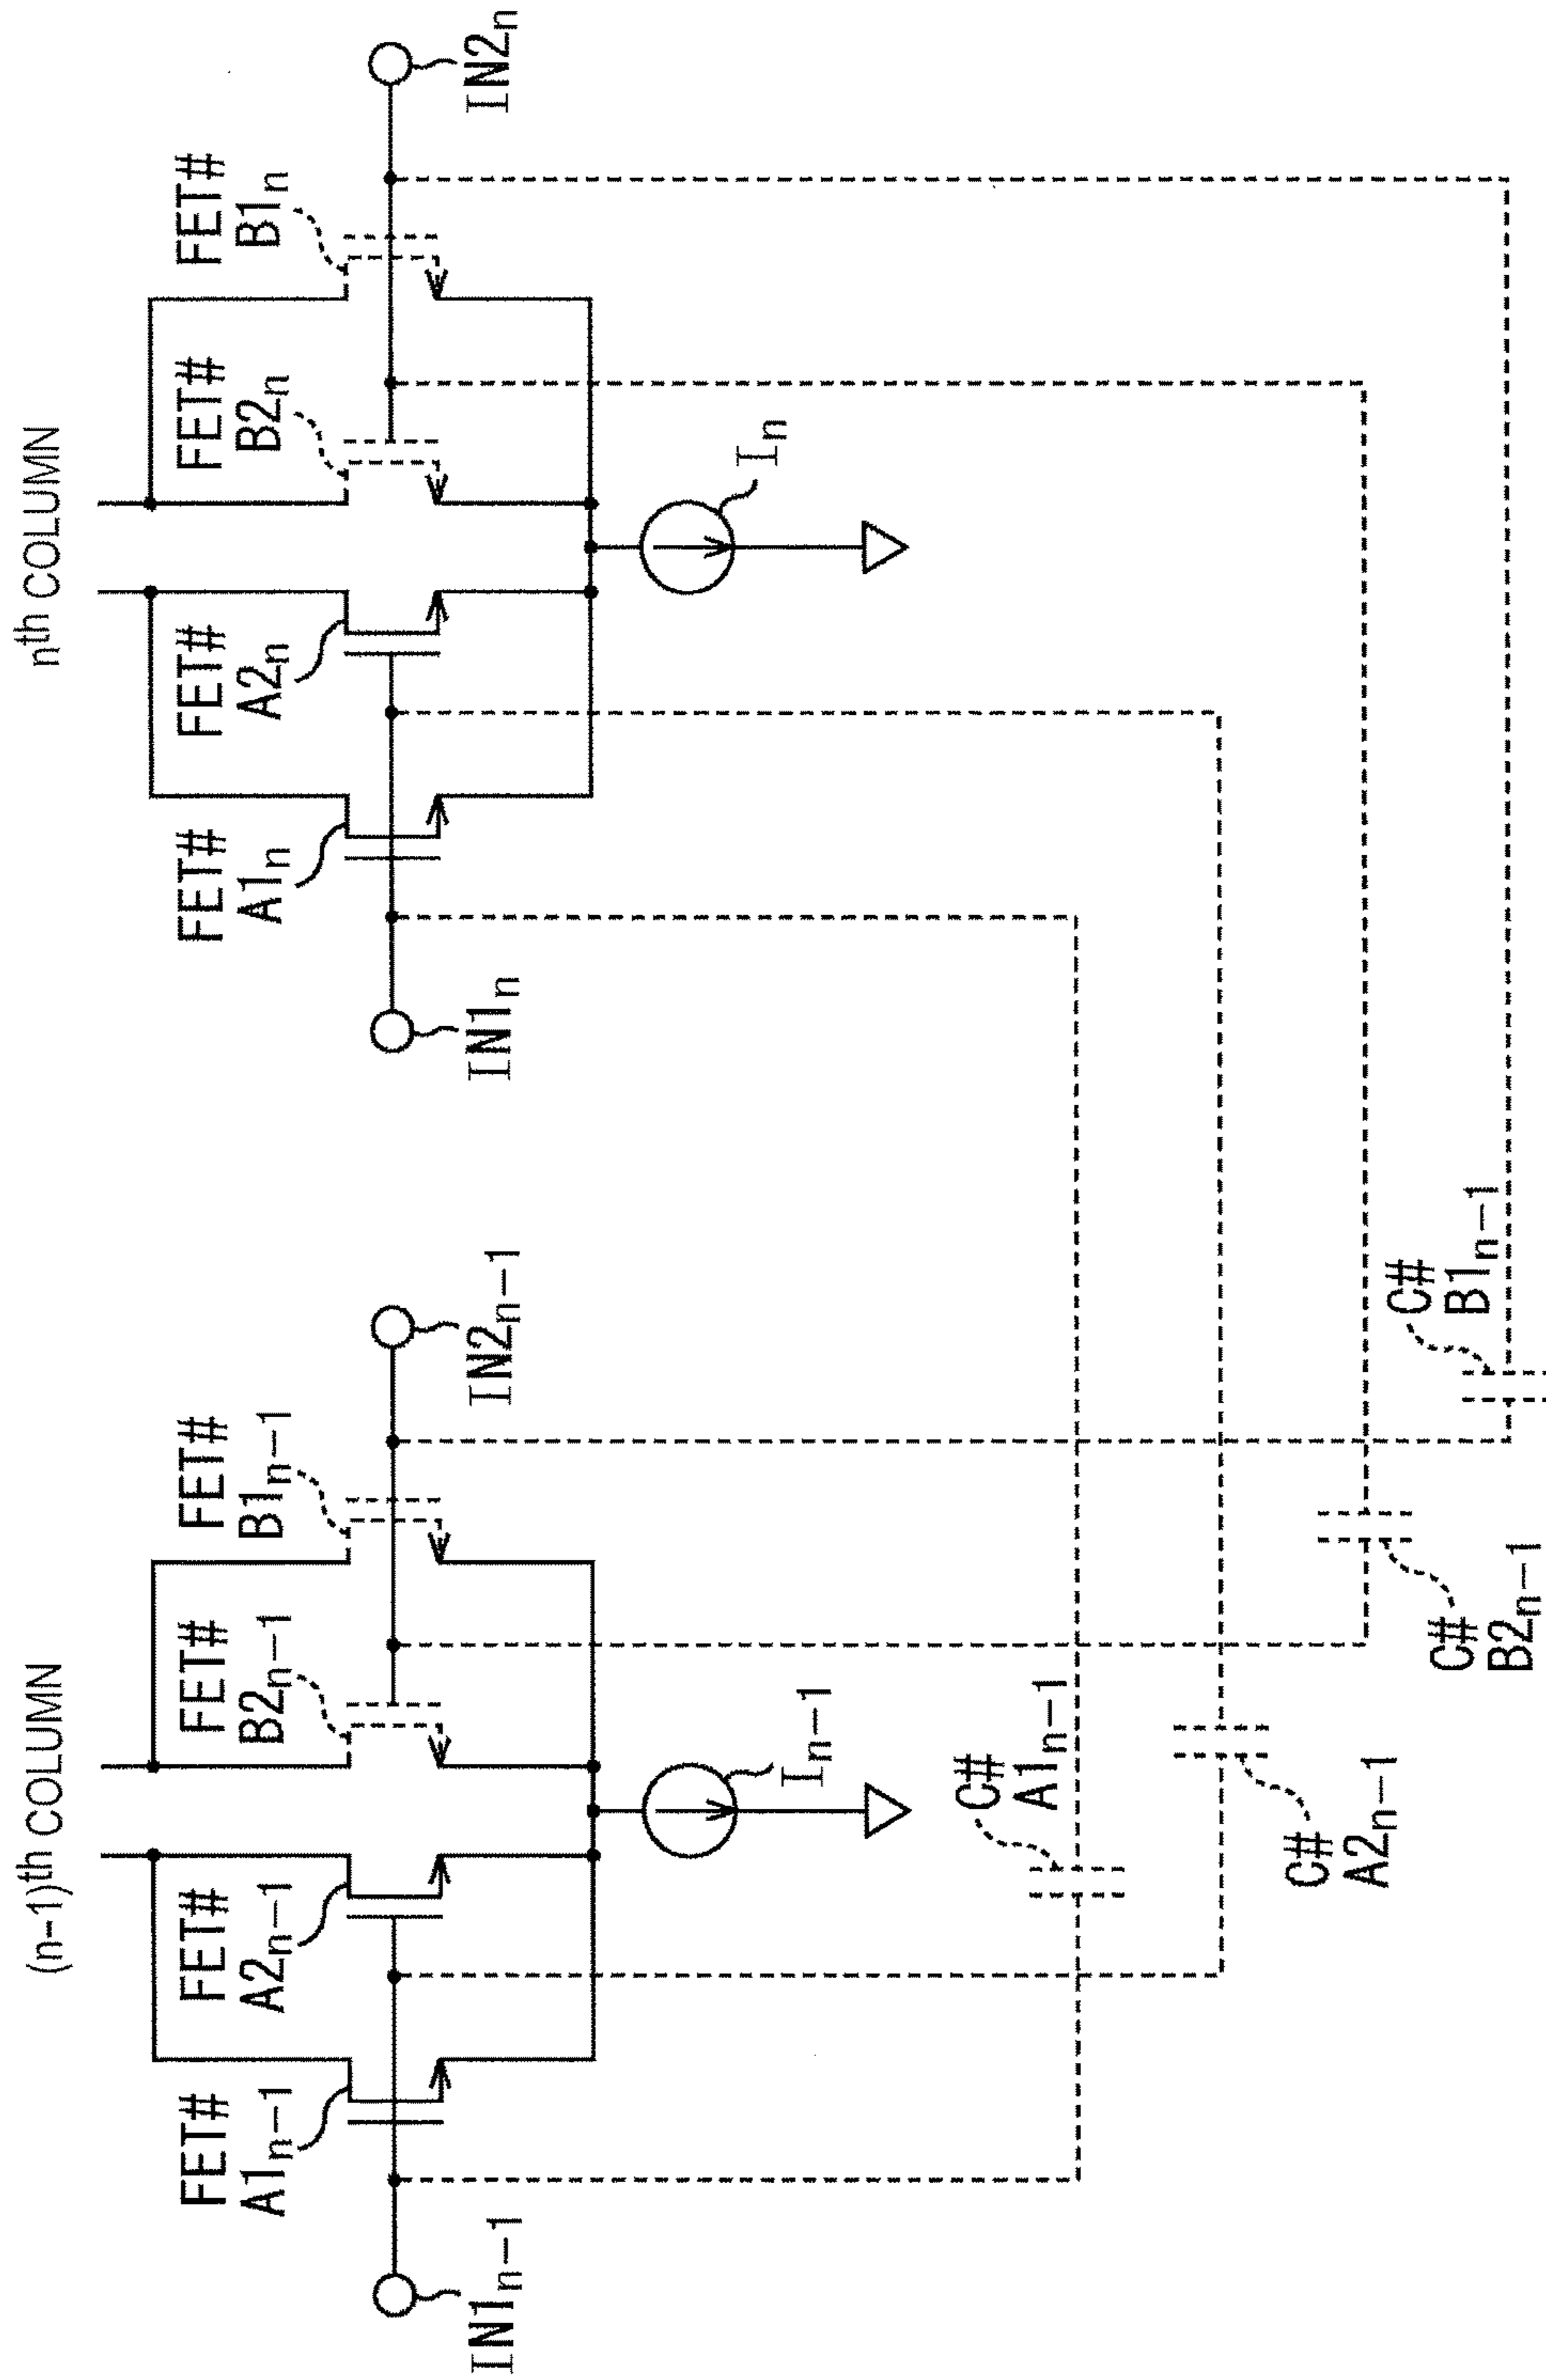 (n-1)th COLUMN
nth COLUMN
FET#
A1n-1
FET#
A2n-1
FET#
B2n-1
FET#
B1n-1
FET#
A1n
FET#
A2n
FET#
B2n
FET#
B1n
IN1n-1
IN2n-1
IN1n
IN2n
In-1
In
C#
A1n-1
C#
A2n-1
C#
B2n-1
C#
B1n-1